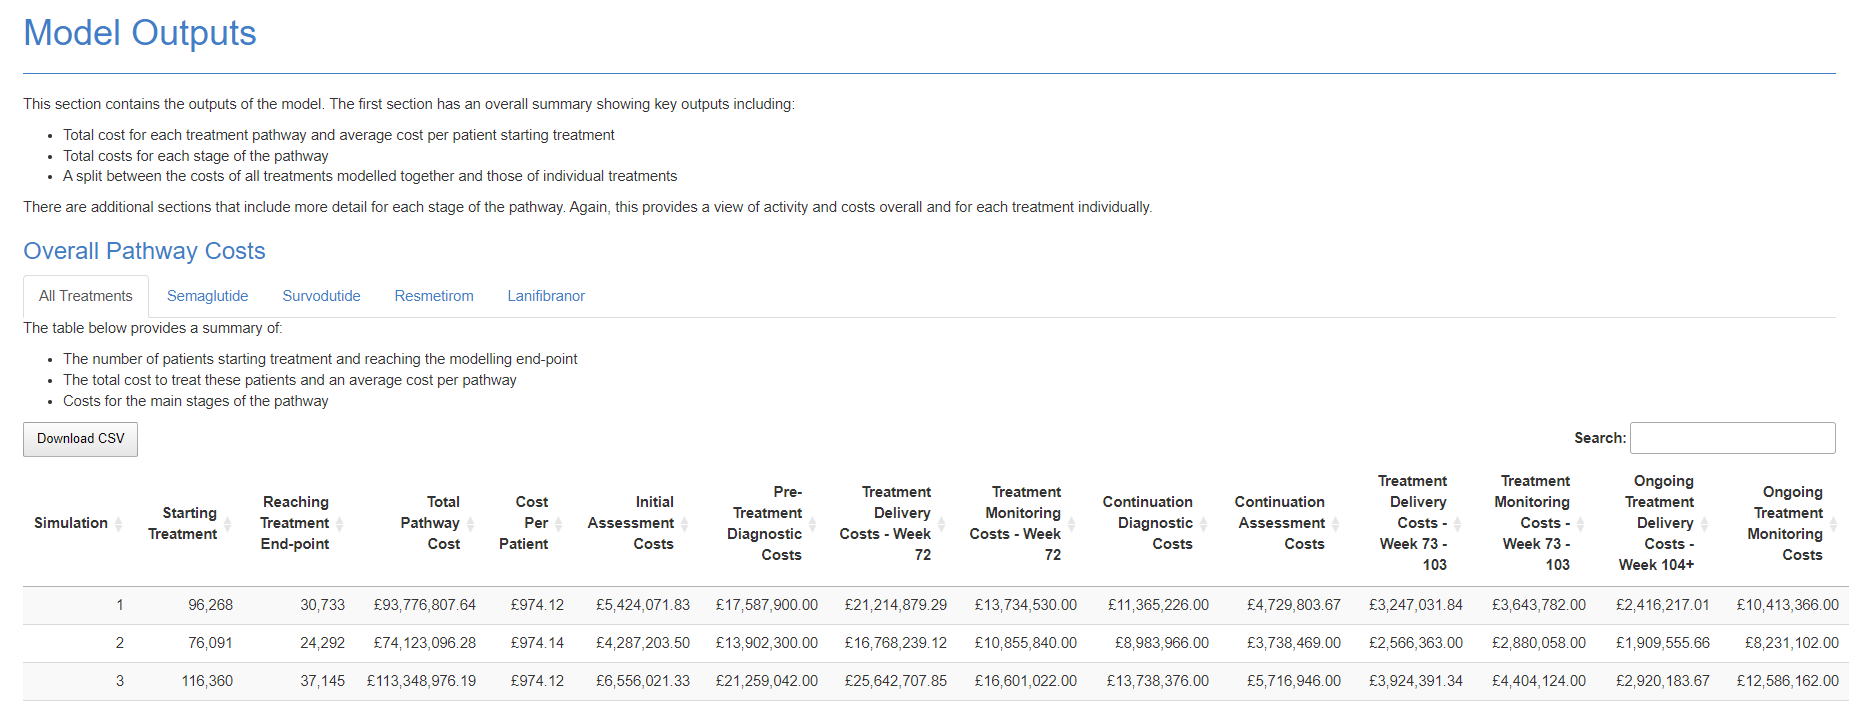 Model Outputs
This section contains the outputs of the model. The first section has an overall summary showing key outputs including:
• Total cost for each treatment pathway and average cost per patient starting treatment
• Total costs for each stage of the pathway
• A split between the costs of all treatments modelled together and those of individual treatments
There are additional sections that include more detail for each stage of the pathway. Again, this provides a view of activity and costs overall and for each treatment individually.
Overall Pathway Costs
All Treatments Semaglutide Survodutide Resmetirom Lanifibranor
The table below provides a summary of:
• The number of patients starting treatment and reaching the modelling end-point
• The total cost to treat these patients and an average cost per pathway
• Costs for the main stages of the pathway
Download CSV Search:
Simulation
Starting
Treatment
Reaching
Treatment
End-point
Total
Pathway
Cost
Cost
Per
Patient
Initial
Assessment
Costs
Pre-
Treatment
Diagnostic
Costs
Treatment
Delivery
Costs - Week
72
Treatment
Monitoring
Costs - Week
72
Continuation
Diagnostic
Costs
Continuation
Assessment
Costs
Treatment
Delivery
Costs -
Week 73 -
103
Treatment
Monitoring
Costs -
Week 73 -
103
Ongoing
Treatment
Delivery
Costs -
Week 104+
Ongoing
Treatment
Monitoring
Costs
1 96,268 30,733 £93,776,807.64 £974.12 £5,424,071.83 £17,587,900.00 £21,214,879.29 £13,734,530.00 £11,365,226.00 £4,729,803.67 £3,247,031.84 £3,643,782.00 £2,416,217.01 £10,413,366.00
2 76,091 24,292 £74,123,096.28 £974.14 £4,287,203.50 £13,902,300.00 £16,768,239.12 £10,855,840.00 £8,983,966.00 £3,738,469.00 £2,566,363.00 £2,880,058.00 £1,909,555.66 £8,231,102.00
3 116,360 37,145 £113,348,976.19 £974.12 £6,556,021.33 £21,259,042.00 £25,642,707.85 £16,601,022.00 £13,738,376.00 £5,716,946.00 £3,924,391.34 £4,404,124.00 £2,920,183.67 £12,586,162.00